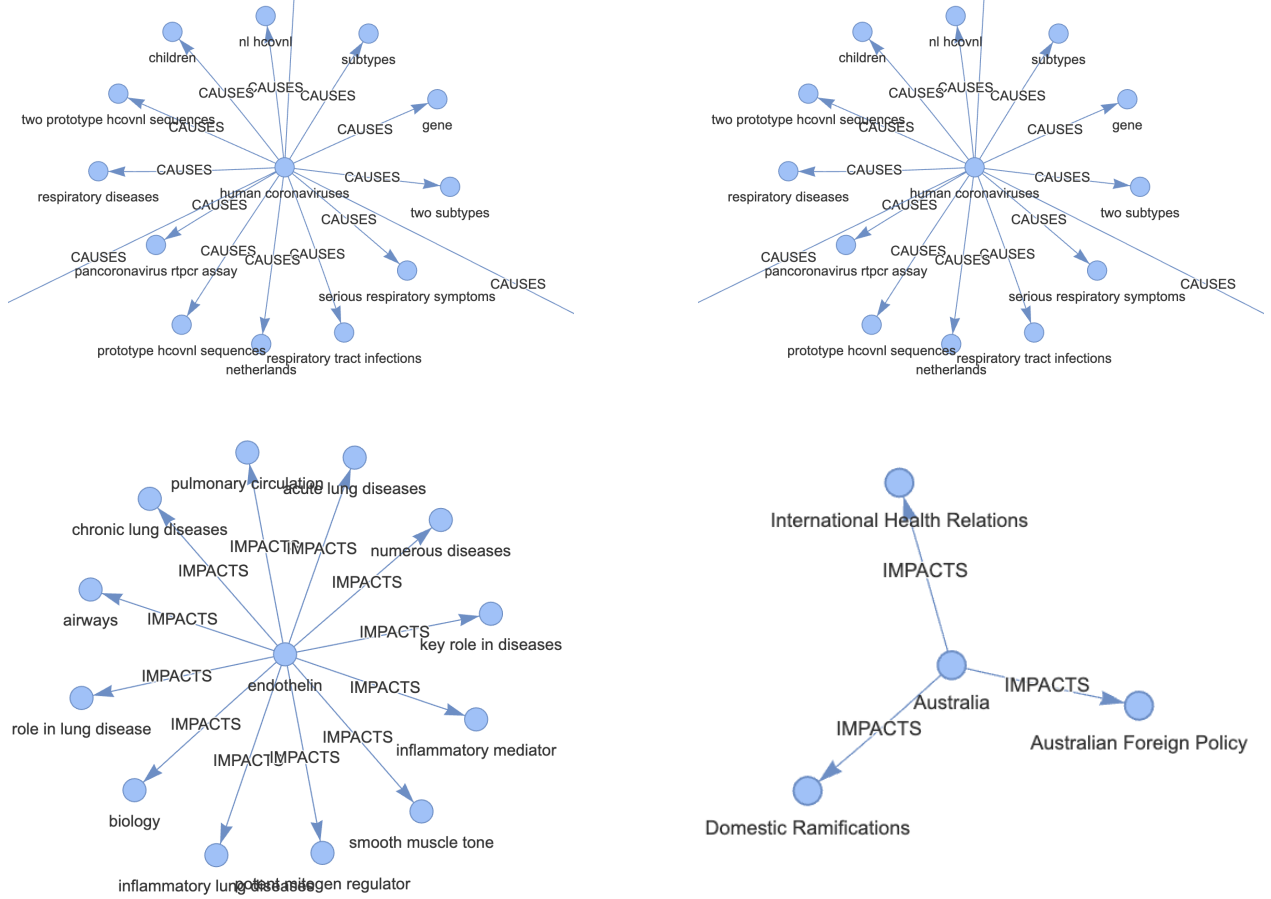 nl hcovnl
children
subtypes
CAUSES
CAUSES
CAUSES
two prototype hcovnl sequences
CAUSES
CAUSES
gene
CAUSES
respiratory diseases
human coronaviruses
CAUSES
two subtypes
CAUSES
CAUSES
CAUSES
pancoronavirus rtpcr assay
CAUSES
CAUSES
CAUSES
serious respiratory symptoms
CAUSES
prototype hcovnl sequences
netherlands
respiratory tract infections
nl hcovnl
children
subtypes
CAUSES
CAUSES
CAUSES
two prototype hcovnl sequences
CAUSES
CAUSES
gene
CAUSES
respiratory diseases
human coronaviruses
CAUSES
two subtypes
CAUSES
CAUSES
CAUSES
pancoronavirus rtpcr assay
CAUSES
CAUSES
CAUSES
serious respiratory symptoms
CAUSES
prototype hcovnl sequences
netherlands
respiratory tract infections
pulmonary circulation
acute lung diseases
chronic lung diseases
numerous diseases
IMPACTS
IMPACTS
IMPACTS
IMPACTS
airways
IMPACTS
IMPACTS
key role in diseases
IMPACTS
endothelin
IMPACTS
role in lung disease
IMPACTS
IMPACTS
inflammatory mediator
IMPACTS
IMPACTS
biology
smooth muscle tone
inflammatory lung diseases
potent mitogen regulator
International Health Relations
IMPACTS
Australia
IMPACTS
IMPACTS
Australian Foreign Policy
Domestic Ramifications